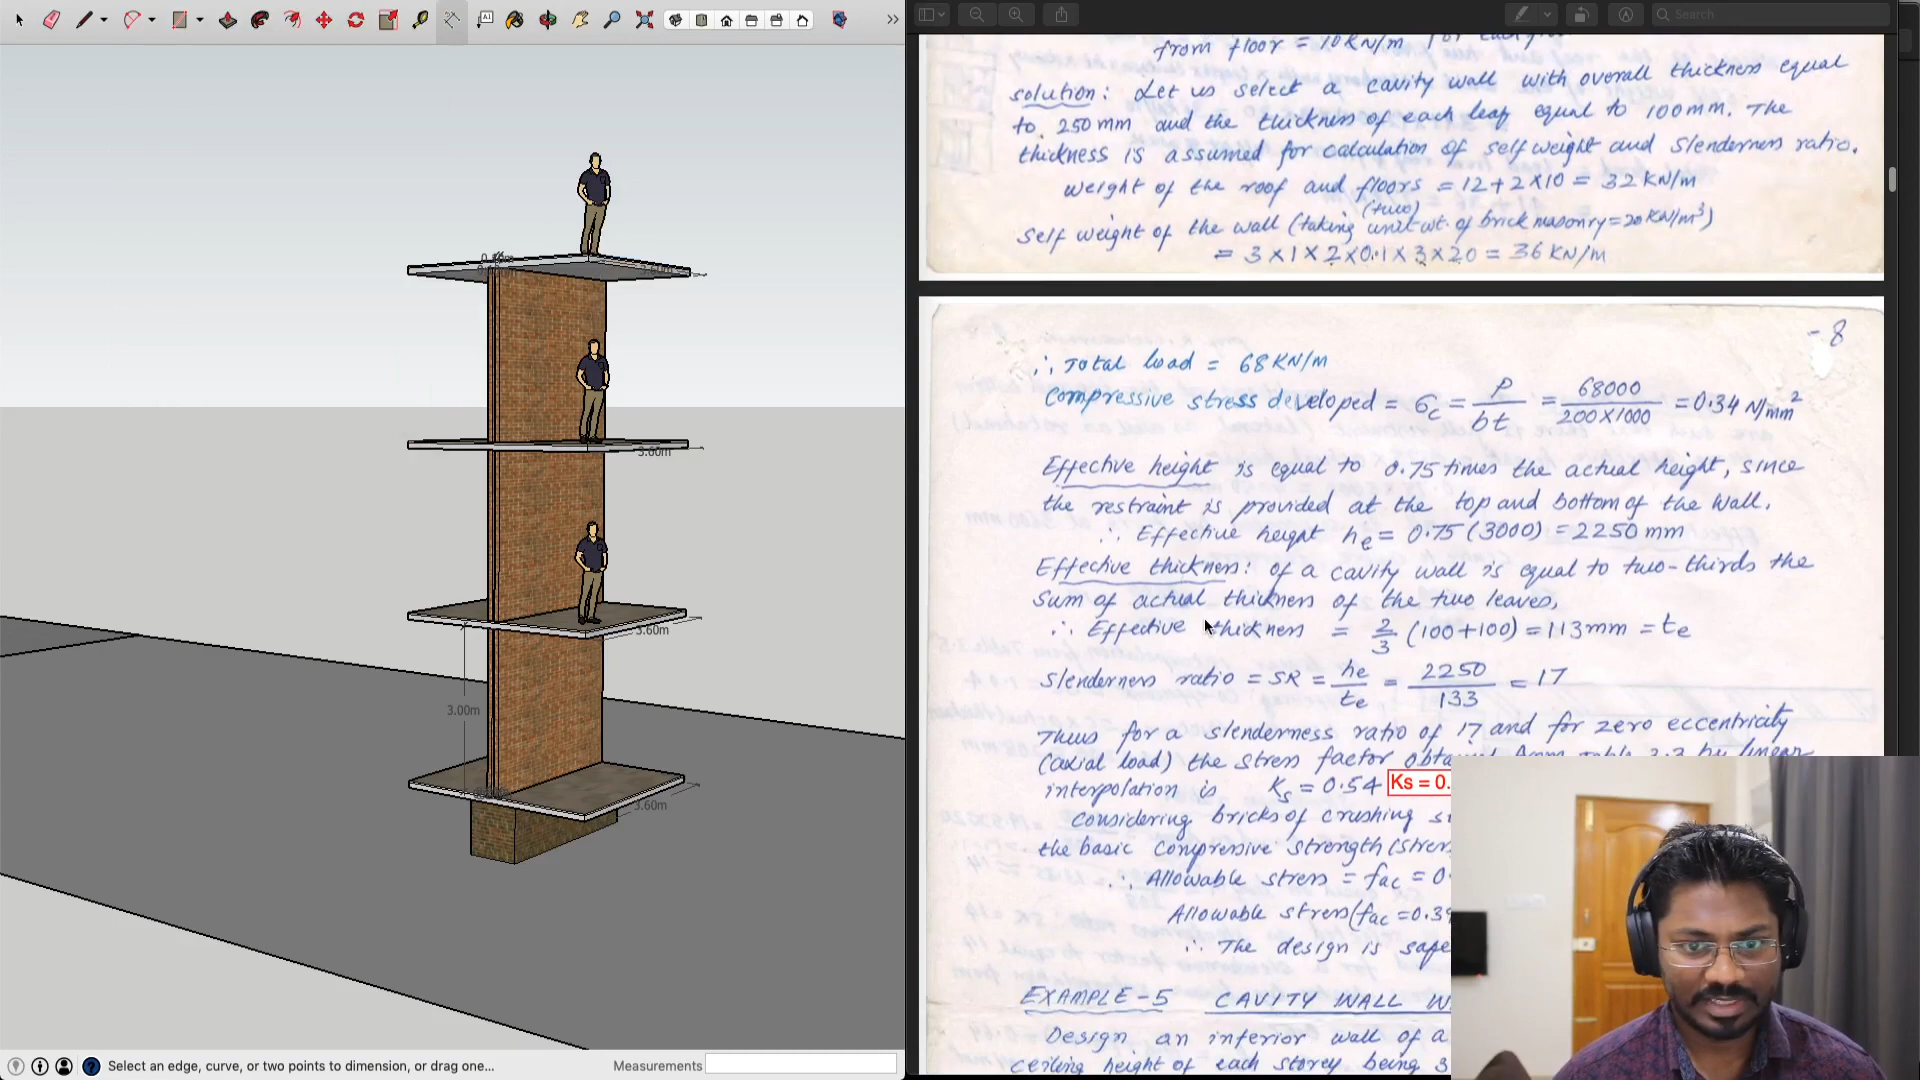 Search
from floor = 10 KN/m
solution: Let us select a cavity wall with overall thickness equal
to 250 mm and the thickness of each leaf equal to 100mm. The
thickness is assumed for calculation of self weight and Slenderness ratio.
weight of the roof and floors = 12+2×10 = 32 KN/m
(two)
Self weight of the wall (taking unit wt. of brick masonry=20KN/m³)
= 3×1×2×0.1×3×20 = 36 KN/m
-8
∴ Total load = 68 KN/m
Compressive stress developed = σc = P/bt = 68000/200×1000 = 0.34 N/mm²
Effective height is equal to 0.75 times the actual height, since
the restraint is provided at the top and bottom of the wall.
∴ Effective height he = 0.75 (3000) = 2250 mm
Effective thickness: of a cavity wall is equal to two-thirds the
sum of actual thickness of the two leaves,
∴ Effective thickness = 2/3 (100+100) = 113mm = te
Slenderness ratio = SR = he/te = 2250/133 = 17
Thus for a slenderness ratio of 17 and for zero eccentricity
(axial load) the stress factor
interpolation is Ks = 0.54 Ks = 0.
Considering bricks of crushing
the basic compressive strength
∴ Allowable stress = fac = 0.
Allowable stress (fac = 0.3
∴ The design is safe
EXAMPLE-5 CAVITY WALL W
Design an interior wall of a
ceiling height of each storey being 3
3.60m
3.60m
3.00m
3.60m
Select an edge, curve, or two points to dimension, or drag one...
Measurements